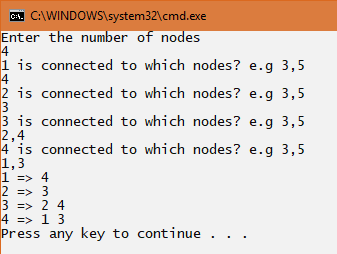 C:\WINDOWS\system32\cmd.exe
Enter the number of nodes
4
1 is connected to which nodes? e.g 3,5
4
2 is connected to which nodes? e.g 3,5
3
3 is connected to which nodes? e.g 3,5
2,4
4 is connected to which nodes? e.g 3,5
1,3
1 => 4
2 => 3
3 => 2 4
4 => 1 3
Press any key to continue . . .